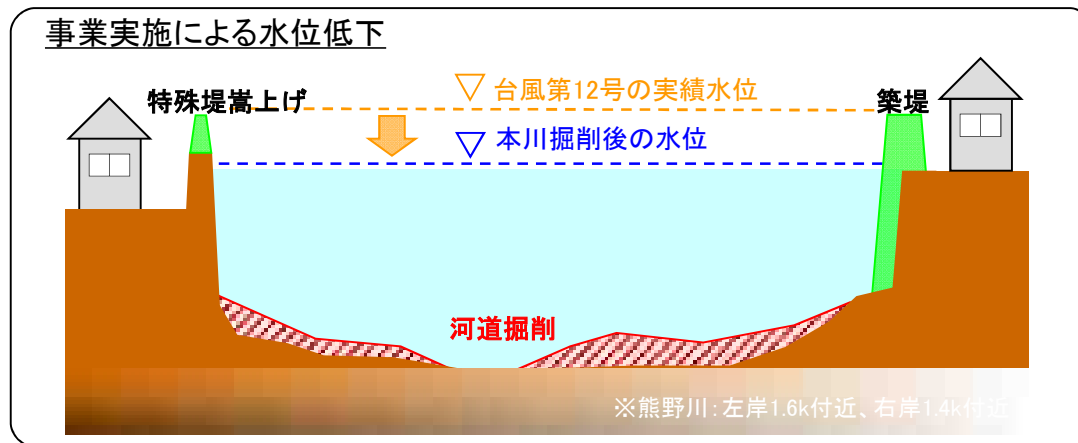 事業実施による水位低下
▽ 台風第12号の実績水位
特殊堤嵩上げ
築堤
▽ 本川掘削後の水位
河道掘削
※熊野川：左岸1.6k付近、右岸1.4k付近